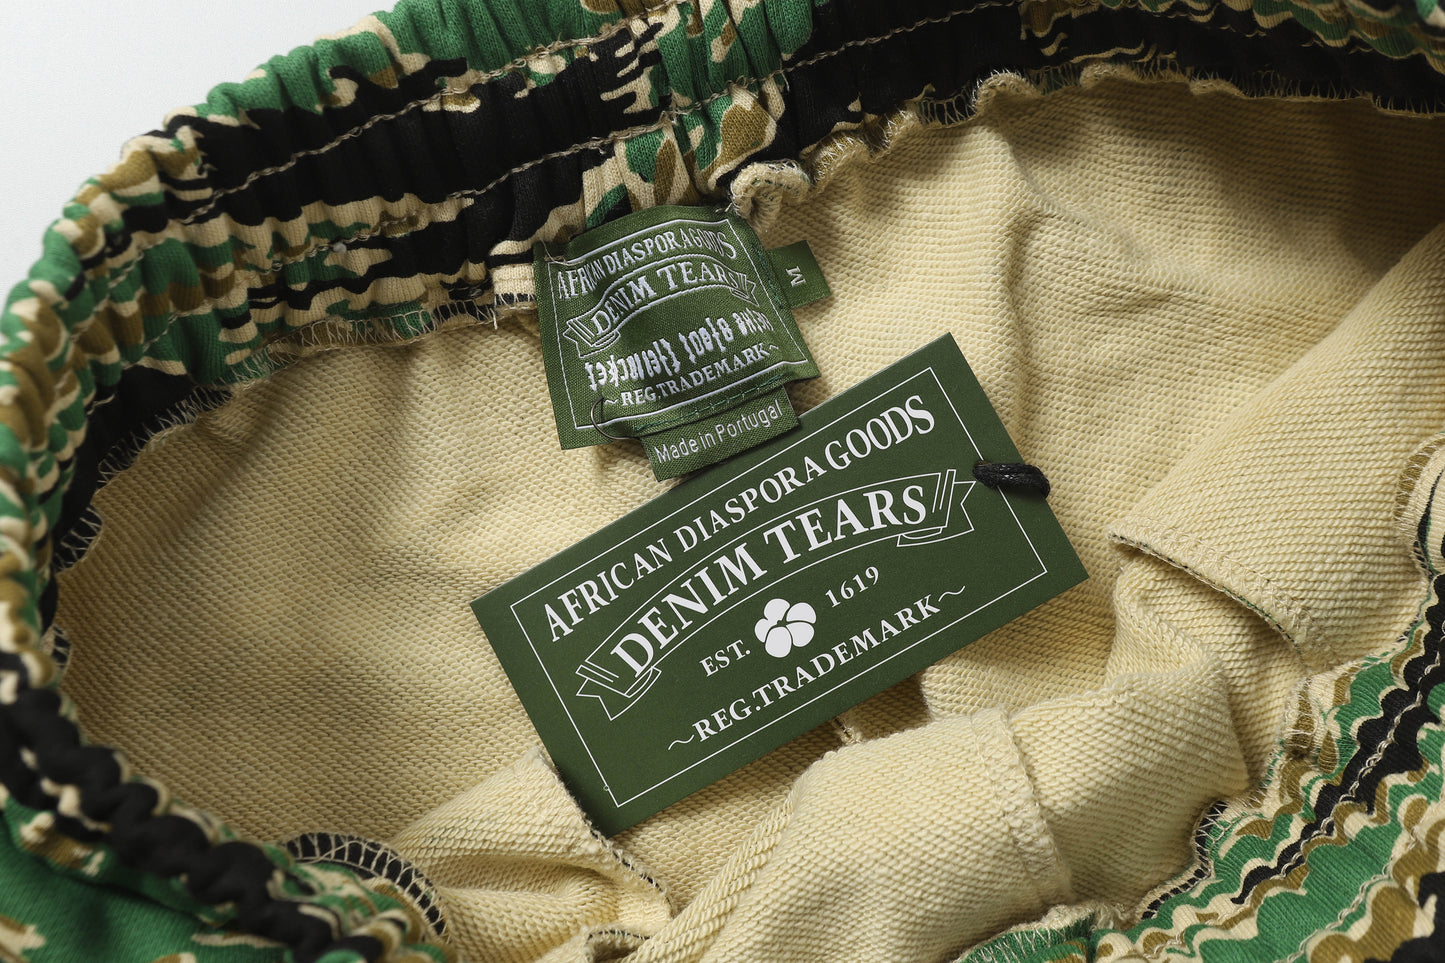 AFRICAN DIASPORA GOODS
DENIM TEARS
REG.TRADEMARK
M
Made in Portugal
AFRICAN DIASPORA GOODS
DENIM TEARS
EST. 1619
~REG.TRADEMARK~